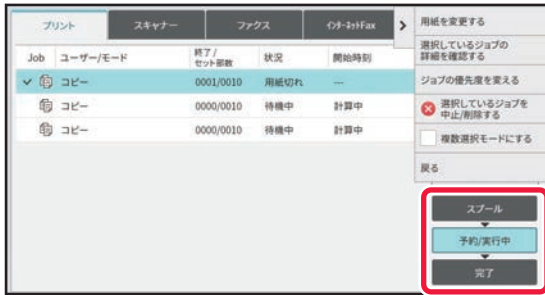 プリント
スキャナー
ファクス
インターネットFax
用紙を変更する
選択しているジョブの
詳細を確認する
ジョブの優先度を変える
選択しているジョブを
中止/削除する
複数選択モードにする
戻る
Job ユーザー/モード 終了/
セット部数 状況 開始時刻
コピー 0001/0010 用紙切れ ---
コピー 0000/0010 待機中 計算中
コピー 0000/0010 待機中 計算中
スプール
予約/実行中
完了